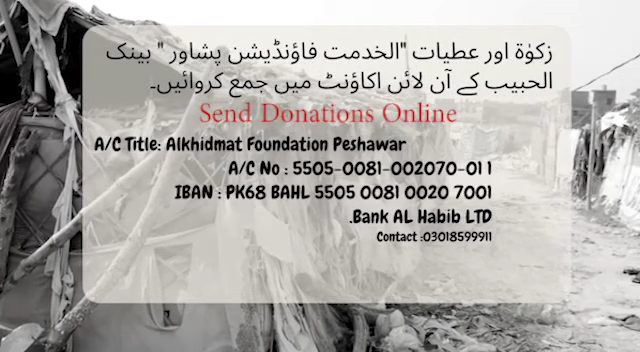 زکوٰۃ اور عطیات "الخدمت فاؤنڈیشن پشاور " بینک
الحبیب کے آن لائن اکاؤنٹ میں جمع کروائیں۔
Send Donations Online
A/C Title: Alkhidmat Foundation Peshawar
A/C No : 5505-0081-002070-01 1
IBAN : PK68 BAHL 5505 0081 0020 7001
.Bank AL Habib LTD
Contact :03018599911